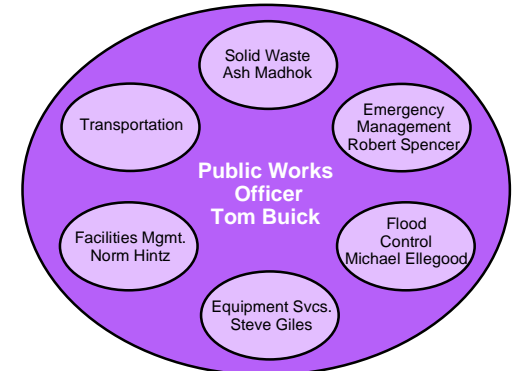 Solid Waste
Ash Madhok
Emergency
Management
Robert Spencer
Transportation
Public Works
Officer
Tom Buick
Flood
Control
Michael Ellegood
Facilities Mgmt.
Norm Hintz
Equipment Svcs.
Steve Giles